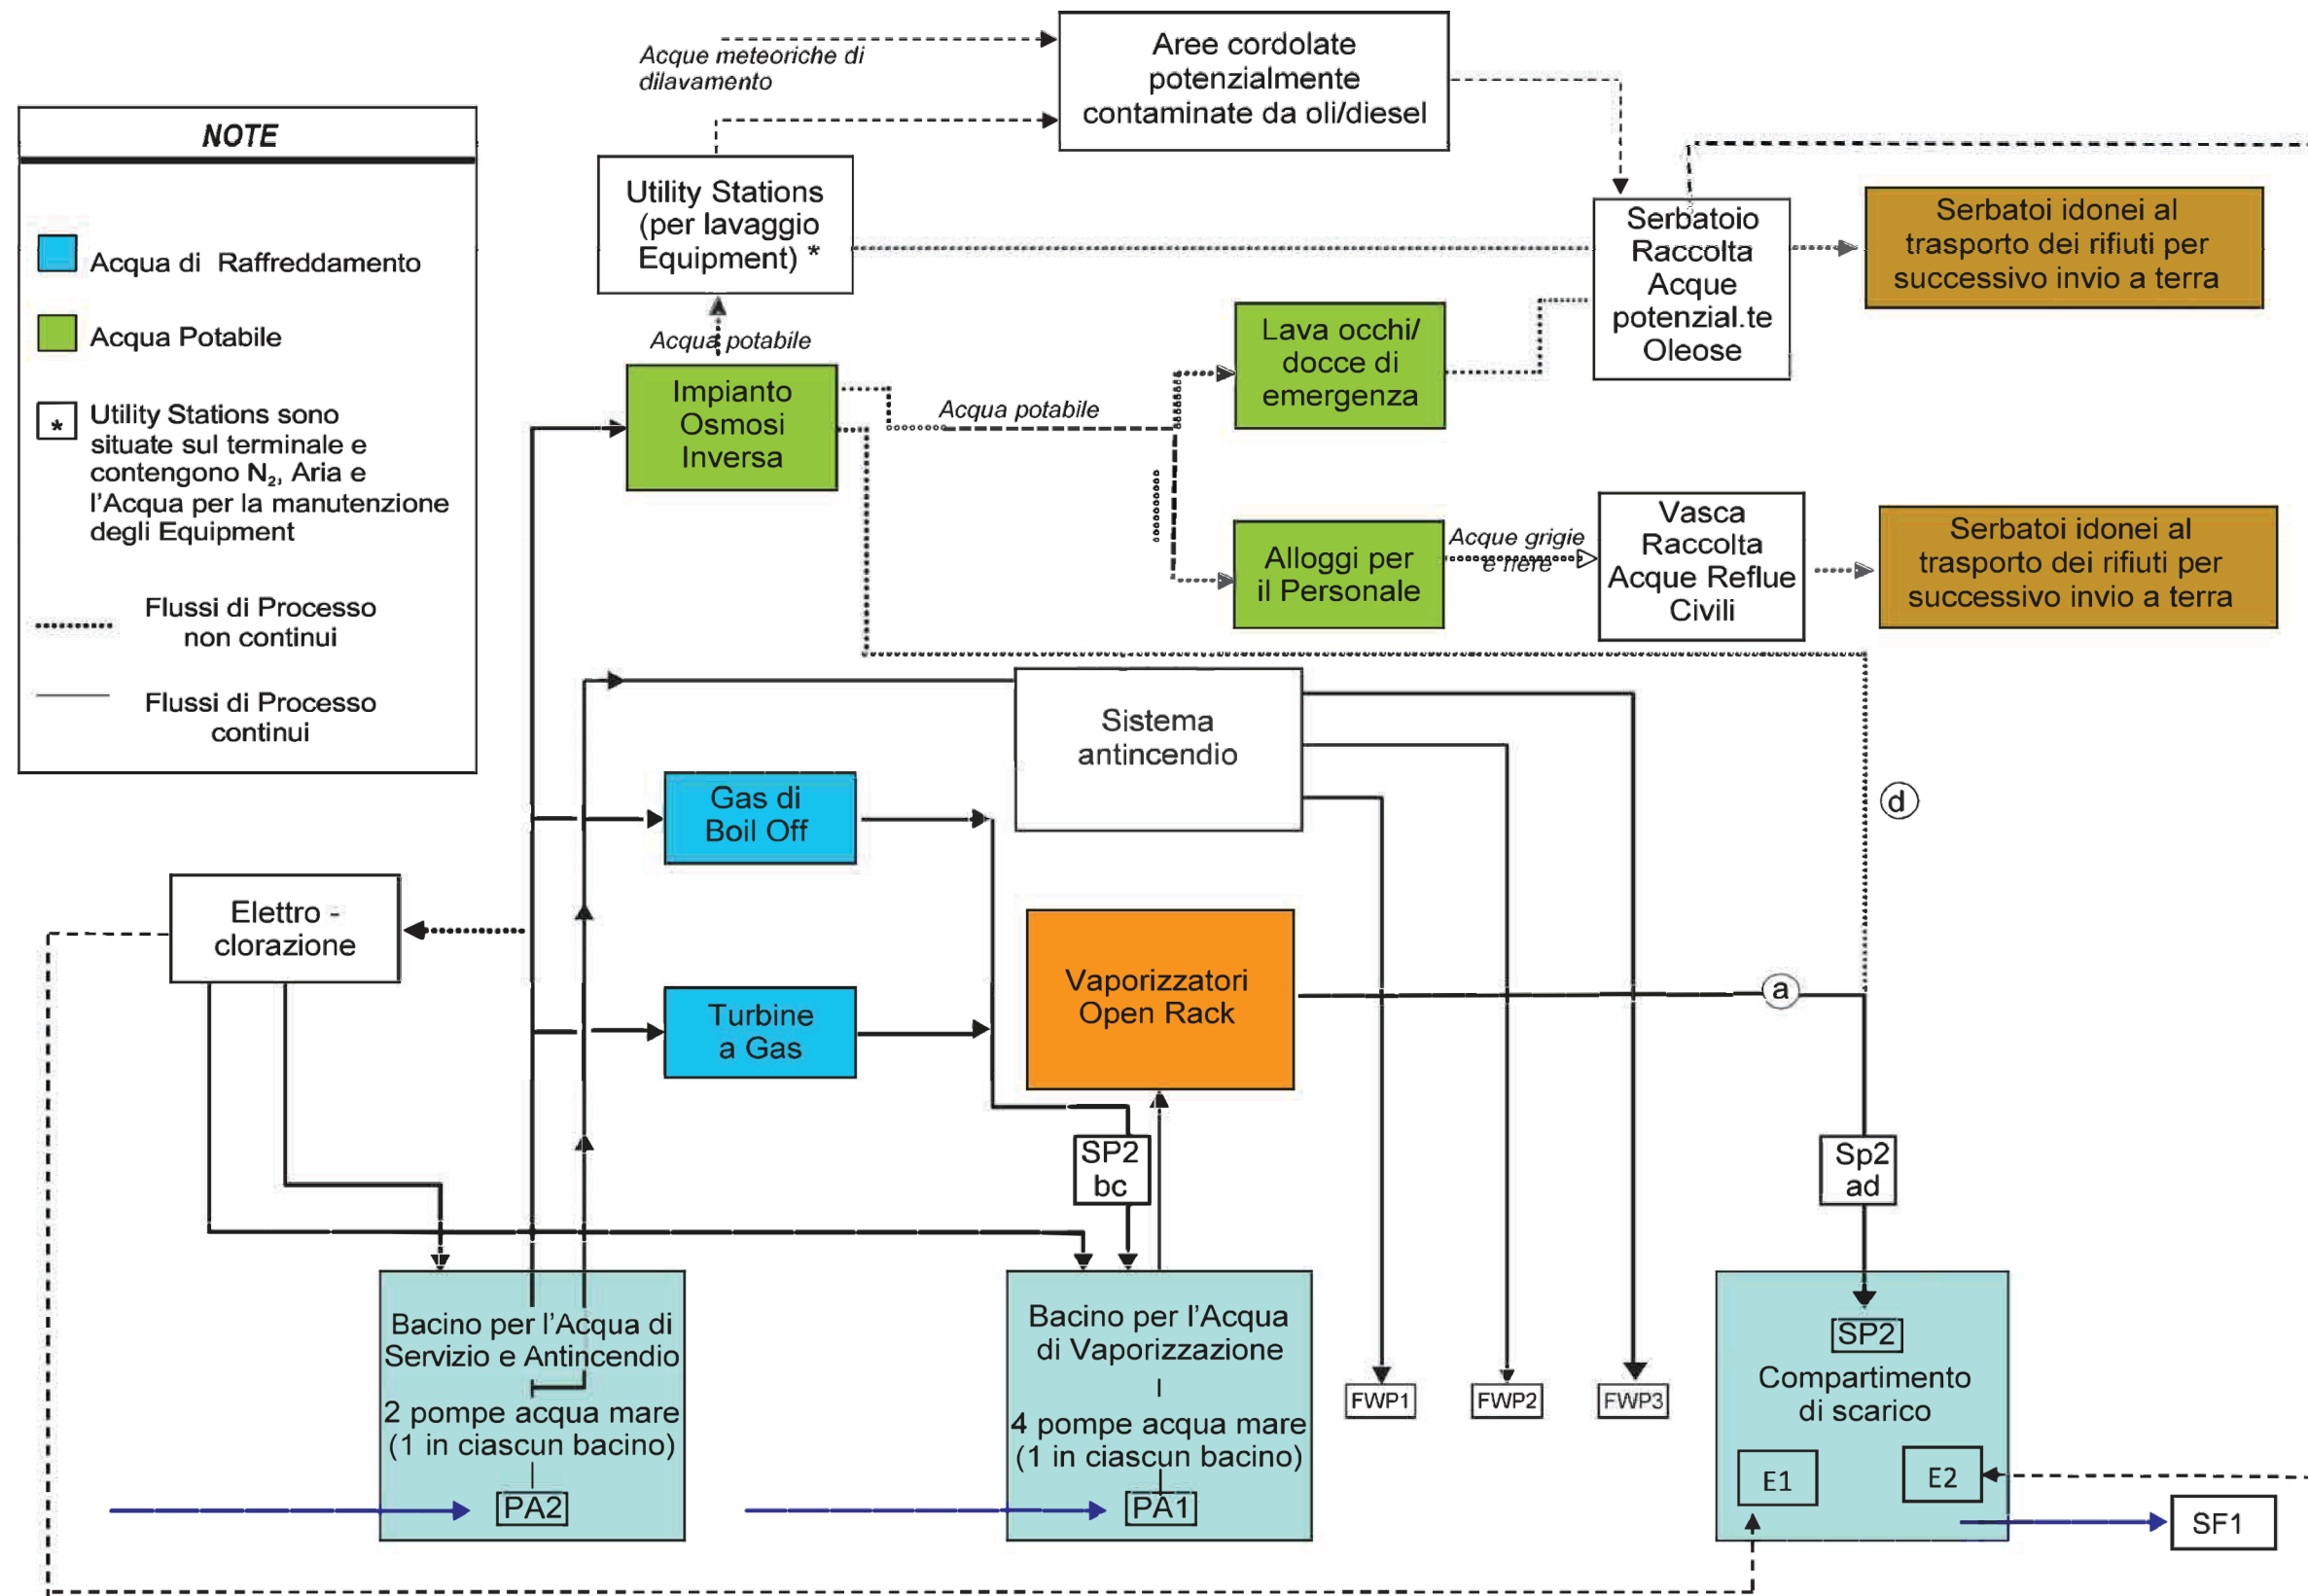 Acque meteoriche di
dilavamento
Aree cordolate
potenzialmente
contaminate da oli/diesel
NOTE
Acqua di Raffreddamento
Acqua Potabile
*
Utility Stations sono
situate sul terminale e
contengono N₂, Aria e
l'Acqua per la manutenzione
degli Equipment
Flussi di Processo
non continui
Flussi di Processo
continui
Utility Stations
(per lavaggio
Equipment) *
Acqua potabile
Impianto
Osmosi
Inversa
Acqua potabile
Lava occhi/
docce di
emergenza
Serbatoio
Raccolta
Acque
potenzial.te
Oleose
Serbatoi idonei al
trasporto dei rifiuti per
successivo invio a terra
Alloggi per
il Personale
Acque grigie
e nere
Vasca
Raccolta
Acque Reflue
Civili
Serbatoi idonei al
trasporto dei rifiuti per
successivo invio a terra
Sistema
antincendio
Gas di
Boil Off
d
Elettro -
clorazione
Vaporizzatori
Open Rack
a
Turbine
a Gas
SP2
bc
Sp2
ad
Bacino per l'Acqua di
Servizio e Antincendio
2 pompe acqua mare
(1 in ciascun bacino)
PA2
Bacino per l'Acqua
di Vaporizzazione
4 pompe acqua mare
(1 in ciascun bacino)
PA1
FWP1
FWP2
FWP3
SP2
Compartimento
di scarico
E1
E2
SF1